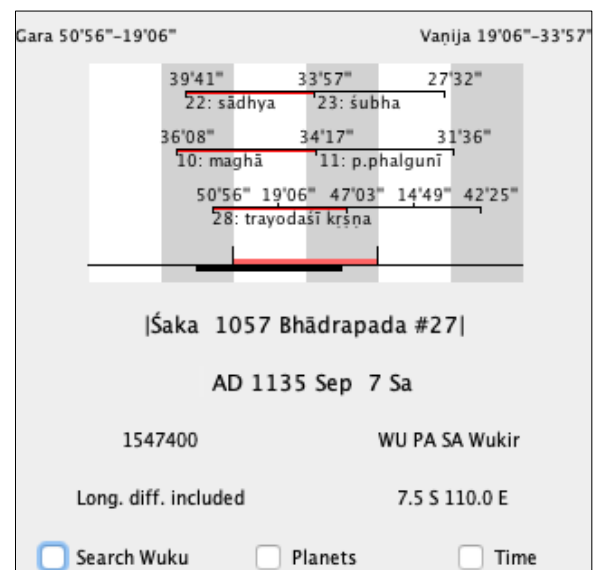 Gara 50'56"–19'06" Vaṇija 19'06"–33'57"
39'41" 33'57" 27'32"
22: sādhya 23: śubha
36'08" 34'17" 31'36"
10: maghā 11: p.phalgunī
50'56" 19'06" 47'03" 14'49" 42'25"
28: trayodaśī kṛṣṇa
|Śaka 1057 Bhādrapada #27|
AD 1135 Sep 7 Sa
1547400 WU PA SA Wukir
Long. diff. included 7.5 S 110.0 E
Search Wuku Planets Time